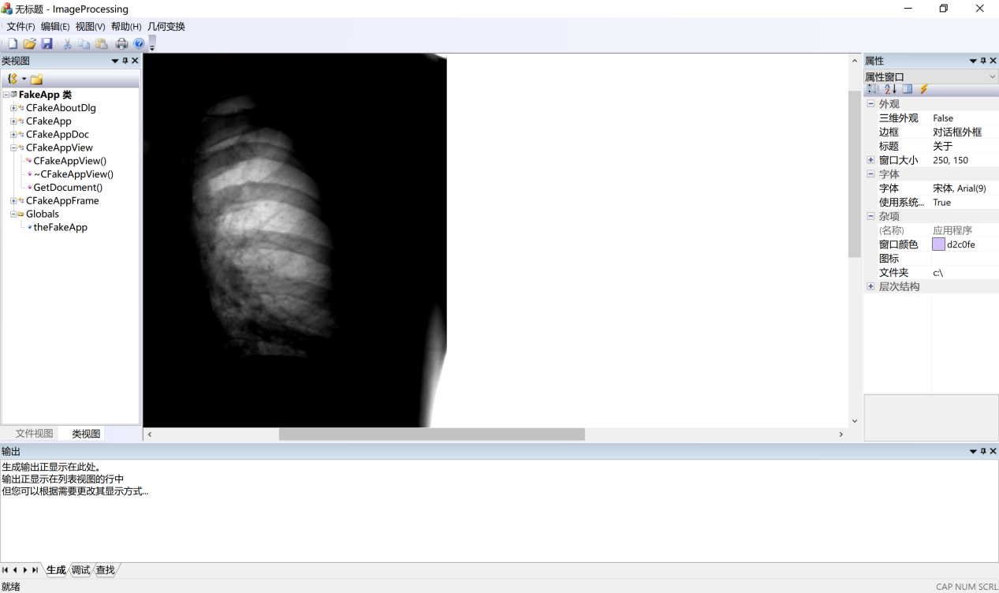 无标题 - ImageProcessing
文件(F) 编辑(E) 视图(V) 帮助(H) 几何变换
类视图
FakeApp 类
CFakeAboutDlg
CFakeApp
CFakeAppDoc
CFakeAppView
CFakeAppView()
~CFakeAppView()
GetDocument()
CFakeAppFrame
Globals
theFakeApp
文件视图 类视图
属性
属性窗口
外观
三维外观 False
边框 对话框外框
标题 关于
窗口大小 250, 150
字体
字体 宋体, Arial(9)
使用系统... True
杂项
(名称) 应用程序
窗口颜色 d2c0fe
图标
文件夹 c:\
层次结构
输出
生成输出正显示在此处。
输出正显示在列表视图的行中
但您可以根据需要更改其显示方式...
生成 调试 查找
就绪
CAP NUM SCRL